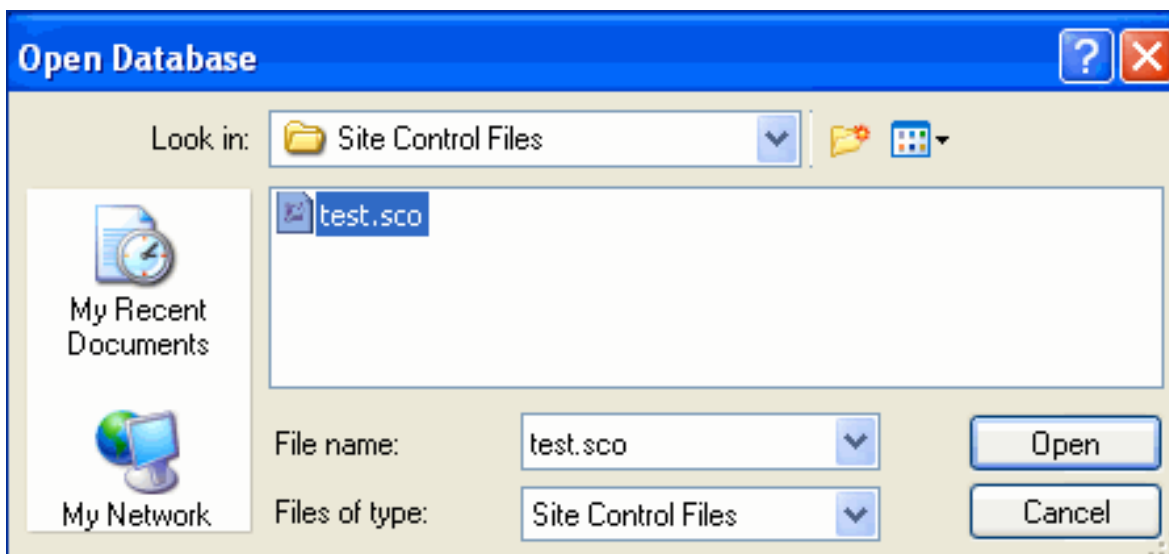 Open Database
Look in: Site Control Files
test.sco
My Recent
Documents
My Network
File name: test.sco Open
Files of type: Site Control Files Cancel